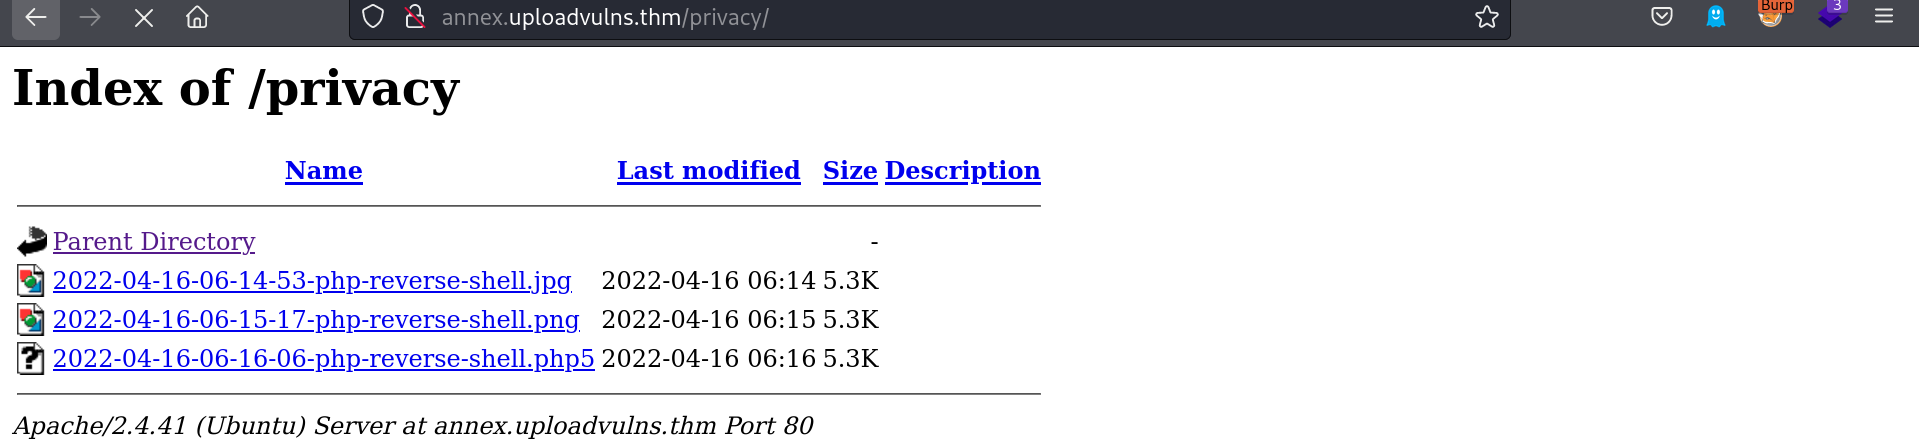 annex.uploadvulns.thm/privacy/
Burp
3
Index of /privacy
Name Last modified Size Description
Parent Directory -
2022-04-16-06-14-53-php-reverse-shell.jpg 2022-04-16 06:14 5.3K
2022-04-16-06-15-17-php-reverse-shell.png 2022-04-16 06:15 5.3K
2022-04-16-06-16-06-php-reverse-shell.php5 2022-04-16 06:16 5.3K
Apache/2.4.41 (Ubuntu) Server at annex.uploadvulns.thm Port 80